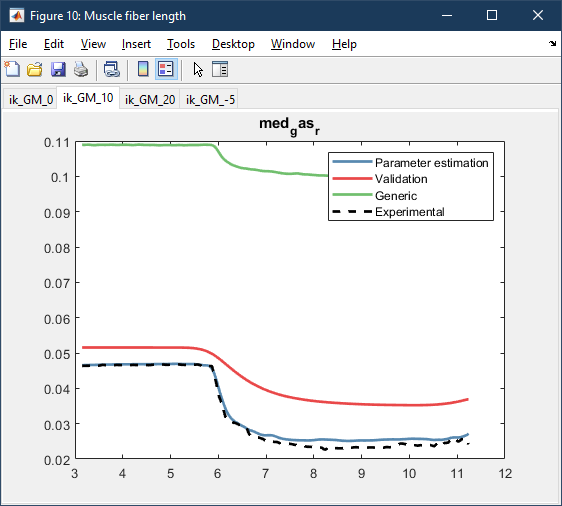 Figure 10: Muscle fiber length
File Edit View Insert Tools Desktop Window Help
ik_GM_0 ik_GM_10 ik_GM_20 ik_GM_-5
med_gas_r
0.11
0.1
0.09
0.08
0.07
0.06
0.05
0.04
0.03
0.02
Parameter estimation
Validation
Generic
Experimental
3 4 5 6 7 8 9 10 11 12